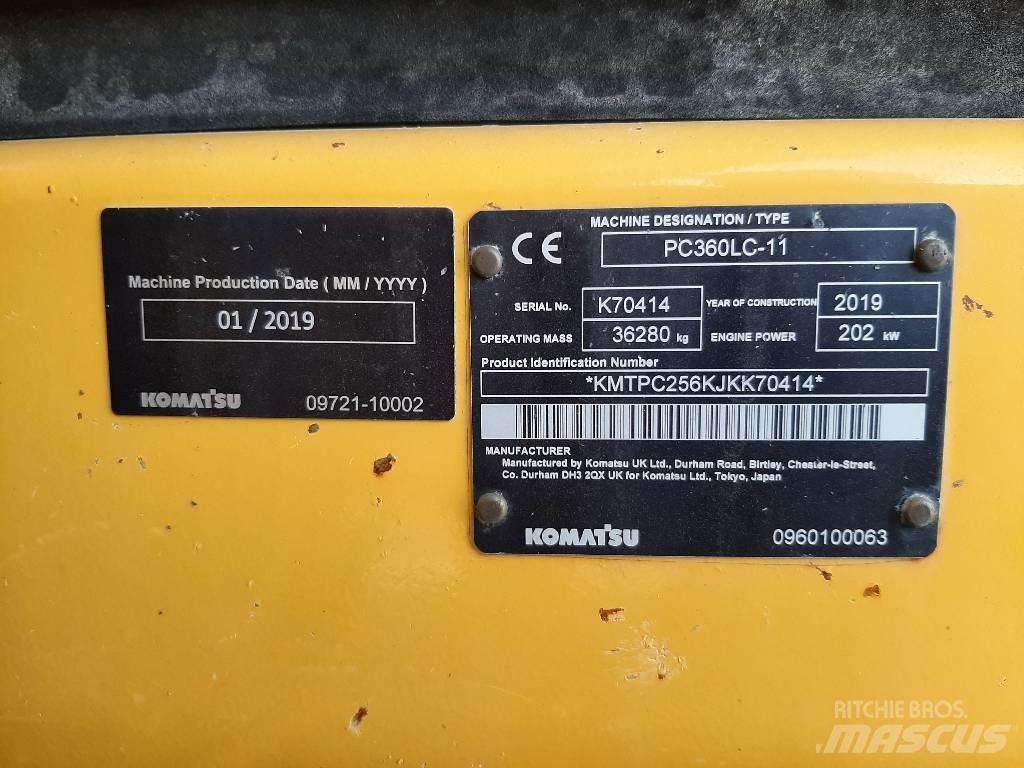 Machine Production Date ( MM / YYYY )
01 / 2019
KOMATSU
09721-10002
CE
MACHINE DESIGNATION / TYPE
PC360LC-11
SERIAL No. K70414 YEAR OF CONSTRUCTION 2019
OPERATING MASS 36280 kg ENGINE POWER 202 kW
Product Identification Number
*KMTPC256KJKK70414*
MANUFACTURER
Manufactured by Komatsu UK Ltd., Durham Road, Birtley, Chester-le-Street,
Co. Durham DH3 2QX UK for Komatsu Ltd., Tokyo, Japan
KOMATSU
0960100063
RITCHIE BROS.
MASCUS